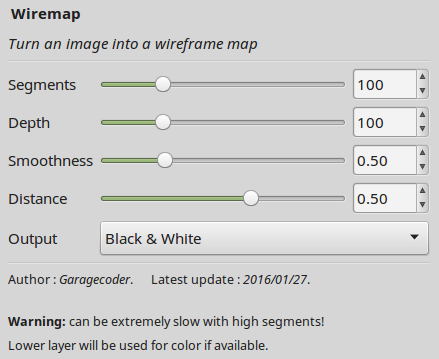 Wiremap
Turn an image into a wireframe map
Segments 100
Depth 100
Smoothness 0.50
Distance 0.50
Output Black & White
Author : Garagecoder. Latest update : 2016/01/27.
Warning: can be extremely slow with high segments!
Lower layer will be used for color if available.